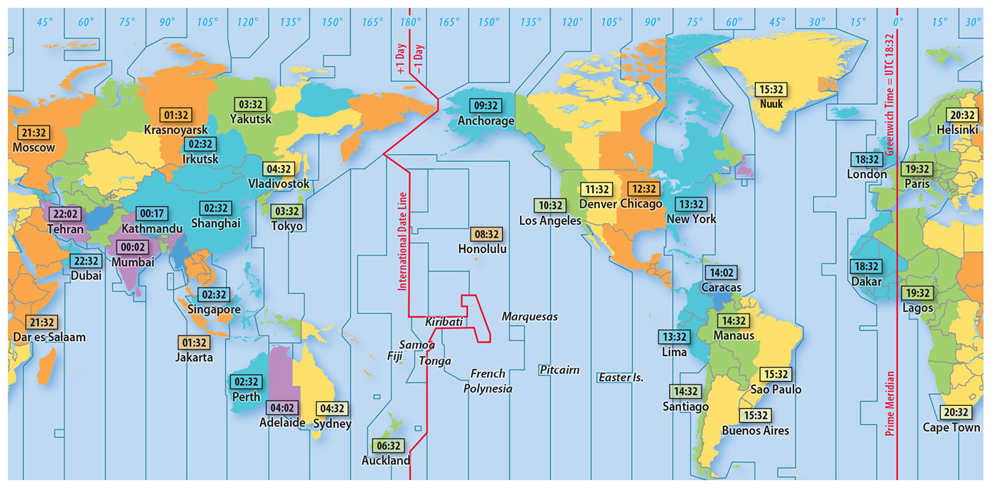 45° 60° 75° 90° 105° 120° 135° 150° 165° 180° 165° 150° 135° 120° 105° 90° 75° 60° 45° 30° 15° 0° 15° 30°
+1 Day
−1 Day
Greenwich Time = UTC 18:32
15:32
Nuuk
03:32
Yakutsk
09:32
Anchorage
01:32
Krasnoyarsk
20:32
Helsinki
21:32
Moscow
02:32
Irkutsk
18:32
London
04:32
Vladivostok
19:32
Paris
11:32
Denver
12:32
Chicago
10:32
Los Angeles
13:32
New York
22:02
Tehran
00:17
Kathmandu
02:32
Shanghai
03:32
Tokyo
International Date Line
08:32
Honolulu
00:02
Mumbai
22:32
Dubai
18:32
Dakar
14:02
Caracas
02:32
Singapore
19:32
Lagos
21:32
Dar es Salaam
Kiribati
Marquesas
14:32
Manaus
01:32
Jakarta
13:32
Lima
Samoa
Fiji
Tonga
French
Polynesia
Pitcairn
Easter Is.
02:32
Perth
15:32
Sao Paulo
14:32
Santiago
04:02
Adelaide
04:32
Sydney
15:32
Buenos Aires
20:32
Cape Town
Prime Meridian
06:32
Auckland